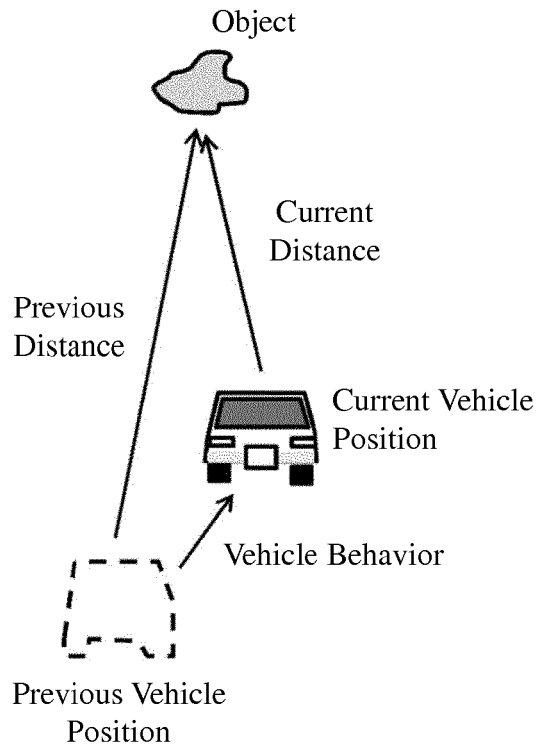 Object
Current
Distance
Previous
Distance
Current Vehicle
Position
Vehicle Behavior
Previous Vehicle
Position